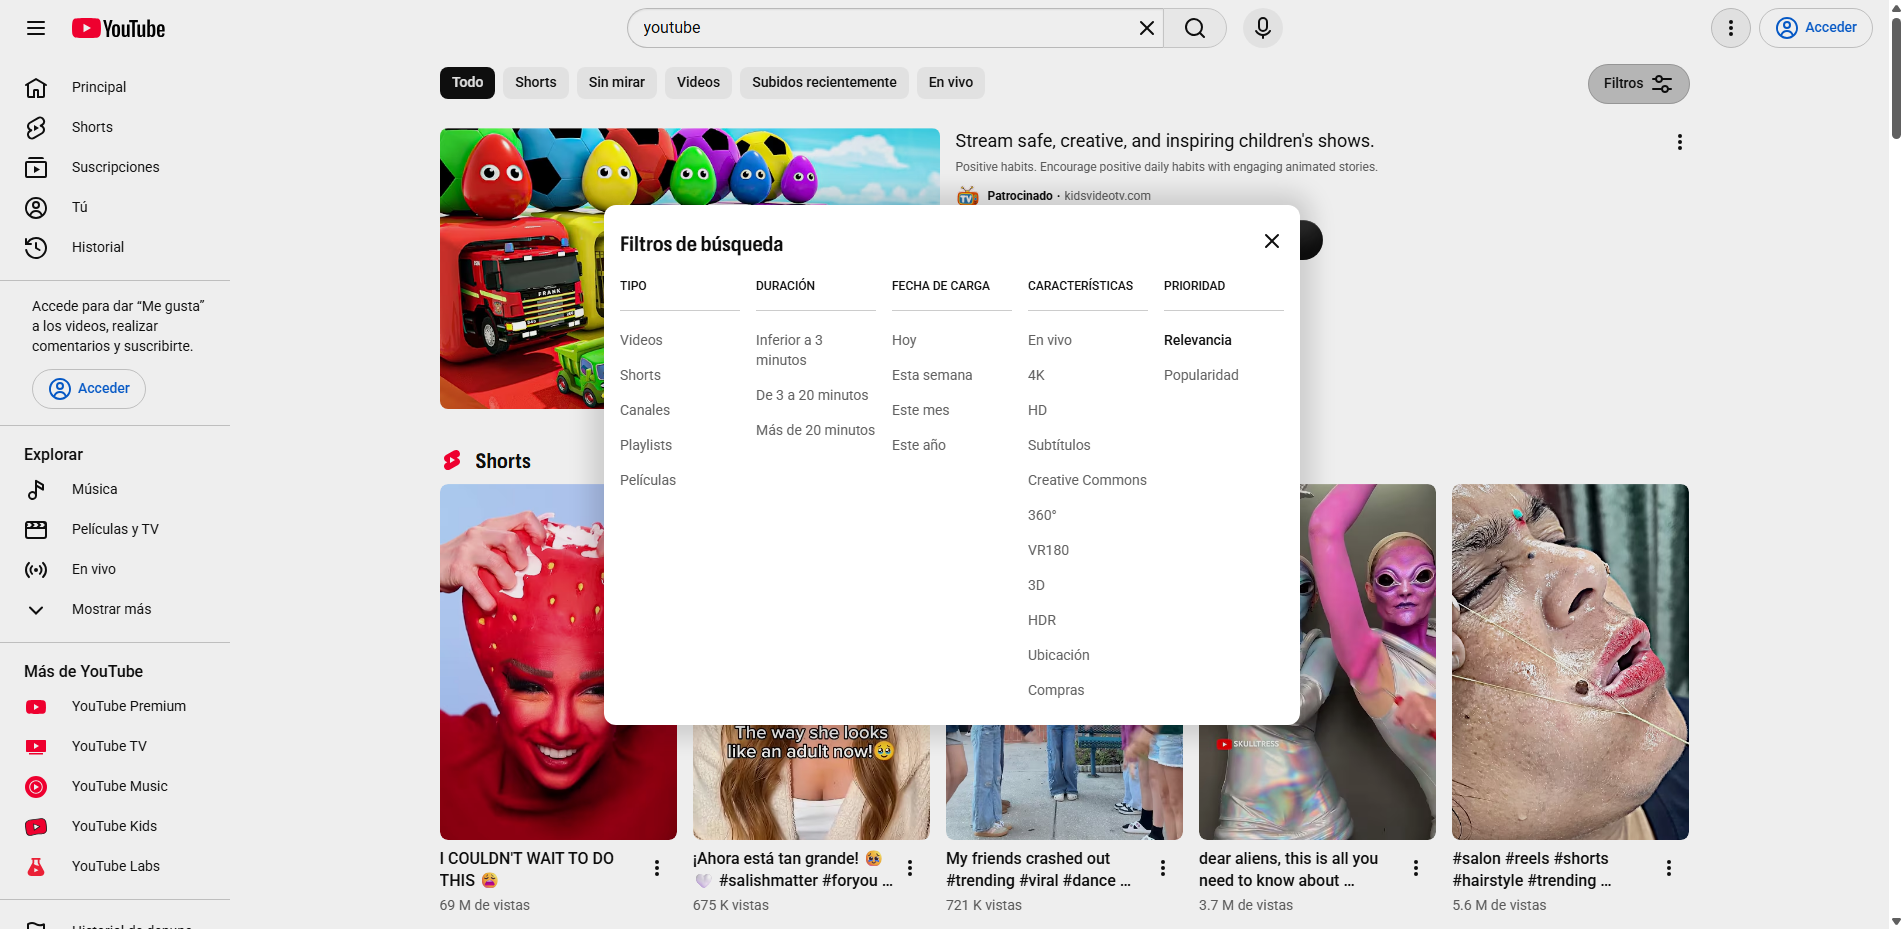 YouTube
youtube
Acceder
Principal
Shorts
Suscripciones
Tú
Historial
Accede para dar “Me gusta”
a los videos, realizar
comentarios y suscribirte.
Acceder
Explorar
Música
Películas y TV
En vivo
Mostrar más
Más de YouTube
YouTube Premium
YouTube TV
YouTube Music
YouTube Kids
YouTube Labs
Todo
Shorts
Sin mirar
Videos
Subidos recientemente
En vivo
Filtros
FRANK
Stream safe, creative, and inspiring children's shows.
Positive habits. Encourage positive daily habits with engaging animated stories.
TV
Patrocinado · kidsvideotv.com
Filtros de búsqueda
TIPO
Videos
Shorts
Canales
Playlists
Películas
DURACIÓN
Inferior a 3
minutos
De 3 a 20 minutos
Más de 20 minutos
FECHA DE CARGA
Hoy
Esta semana
Este mes
Este año
CARACTERÍSTICAS
En vivo
4K
HD
Subtítulos
Creative Commons
360°
VR180
3D
HDR
Ubicación
Compras
PRIORIDAD
Relevancia
Popularidad
Shorts
The way she looks
like an adult now!🥹
SKULLTRESS
I COULDN'T WAIT TO DO
THIS 😩
69 M de vistas
¡Ahora está tan grande! 😭
🤍 #salishmatter #foryou ...
675 K vistas
My friends crashed out
#trending #viral #dance ...
721 K vistas
dear aliens, this is all you
need to know about ...
3.7 M de vistas
#salon #reels #shorts
#hairstyle #trending ...
5.6 M de vistas